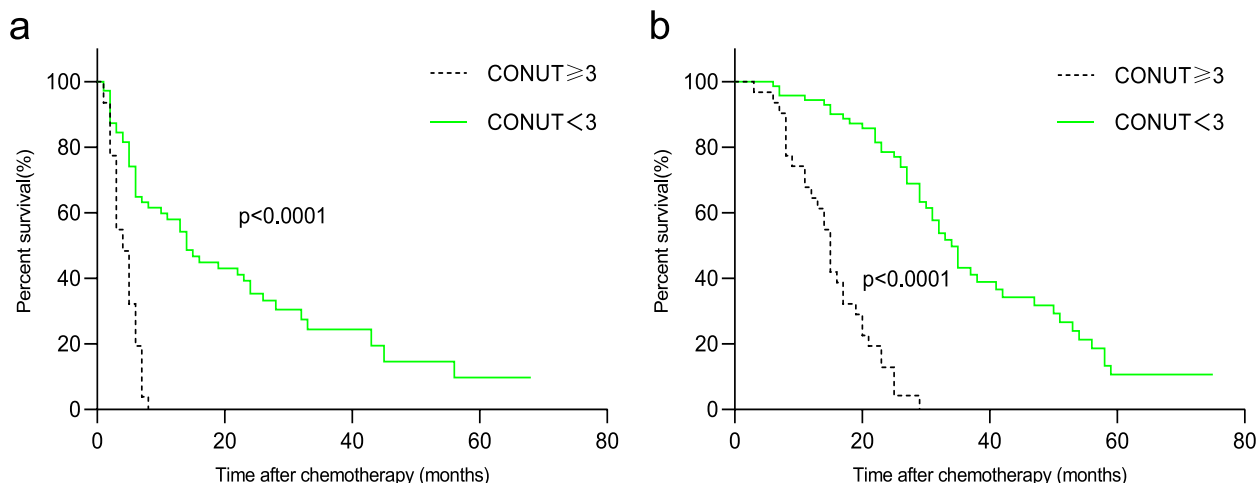 a
CONUT≥3
CONUT<3
p<0.0001
Percent survival(%)
100
80
60
40
20
0
0 20 40 60 80
Time after chemotherapy (months)
b
CONUT≥3
CONUT<3
p<0.0001
Percent survival(%)
100
80
60
40
20
0
0 20 40 60 80
Time after chemotherapy (months)